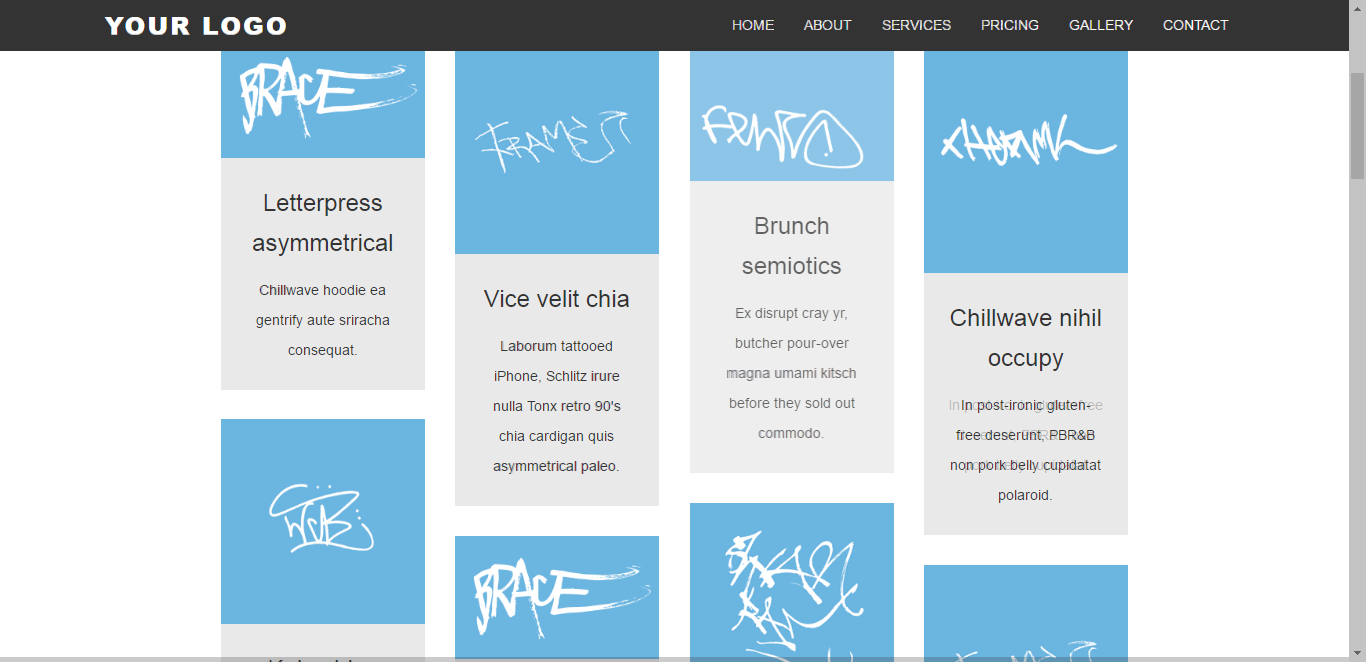 YOUR LOGO
HOME ABOUT SERVICES PRICING GALLERY CONTACT
BRACE
Letterpress
asymmetrical
Chillwave hoodie ea
gentrify aute sriracha
consequat.
FRAME
Vice velit chia
Laborum tattooed
iPhone, Schlitz irure
nulla Tonx retro 90's
chia cardigan quis
asymmetrical paleo.
BRACE
Brunch
semiotics
Ex disrupt cray yr,
butcher pour-over
magna umami kitsch
before they sold out
commodo.
Chillwave nihil
occupy
In post-ironic gluten-
free deserunt, PBR&B
non pork belly cupidatat
polaroid.